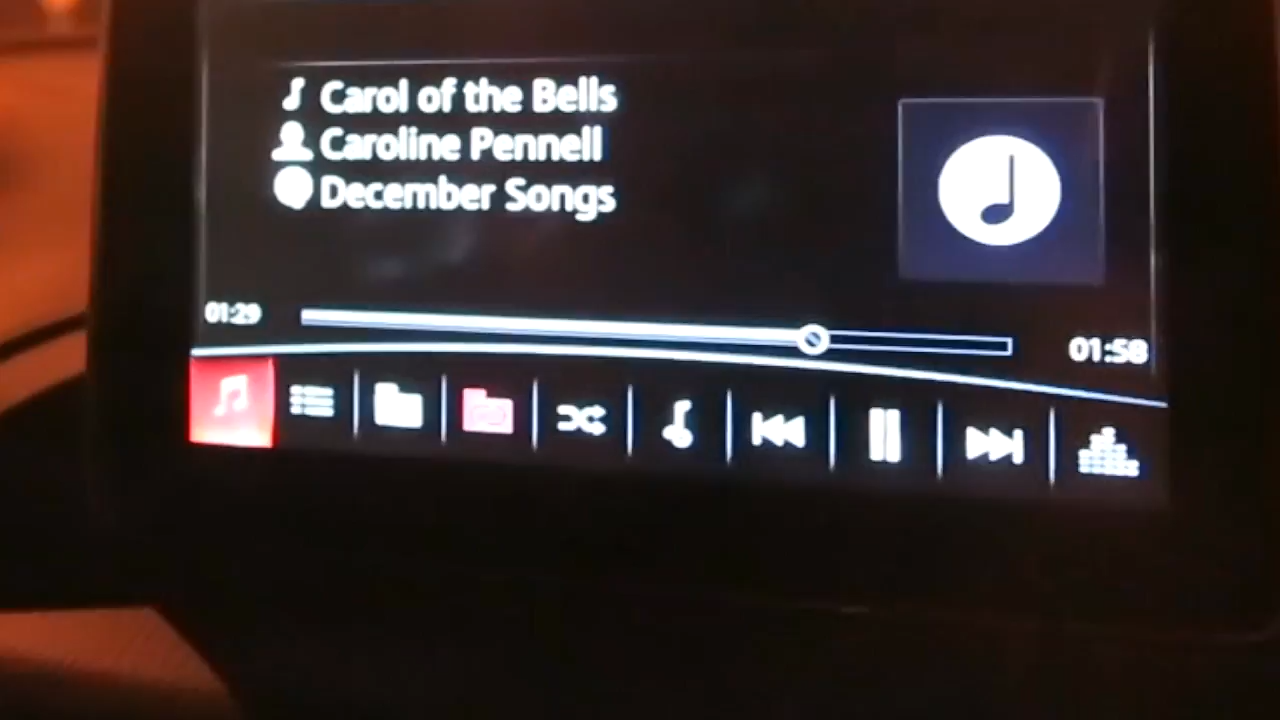 Carol of the Bells
Caroline Pennell
December Songs
01:29
01:58